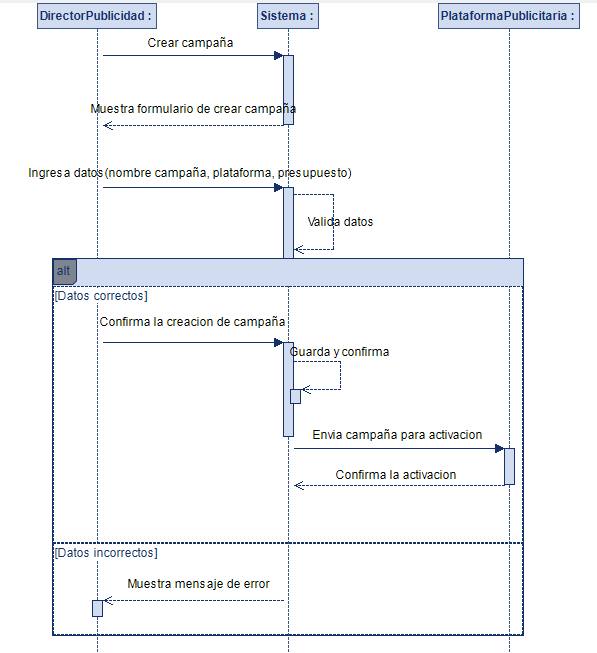 DirectorPublicidad :
Sistema :
PlataformaPublicitaria :
Crear campaña
Muestra formulario de crear campaña
Ingresa datos(nombre campaña, plataforma, presupuesto)
Valida datos
alt
[Datos correctos]
Confirma la creacion de campaña
Guarda y confirma
Envia campaña para activacion
Confirma la activacion
[Datos incorrectos]
Muestra mensaje de error